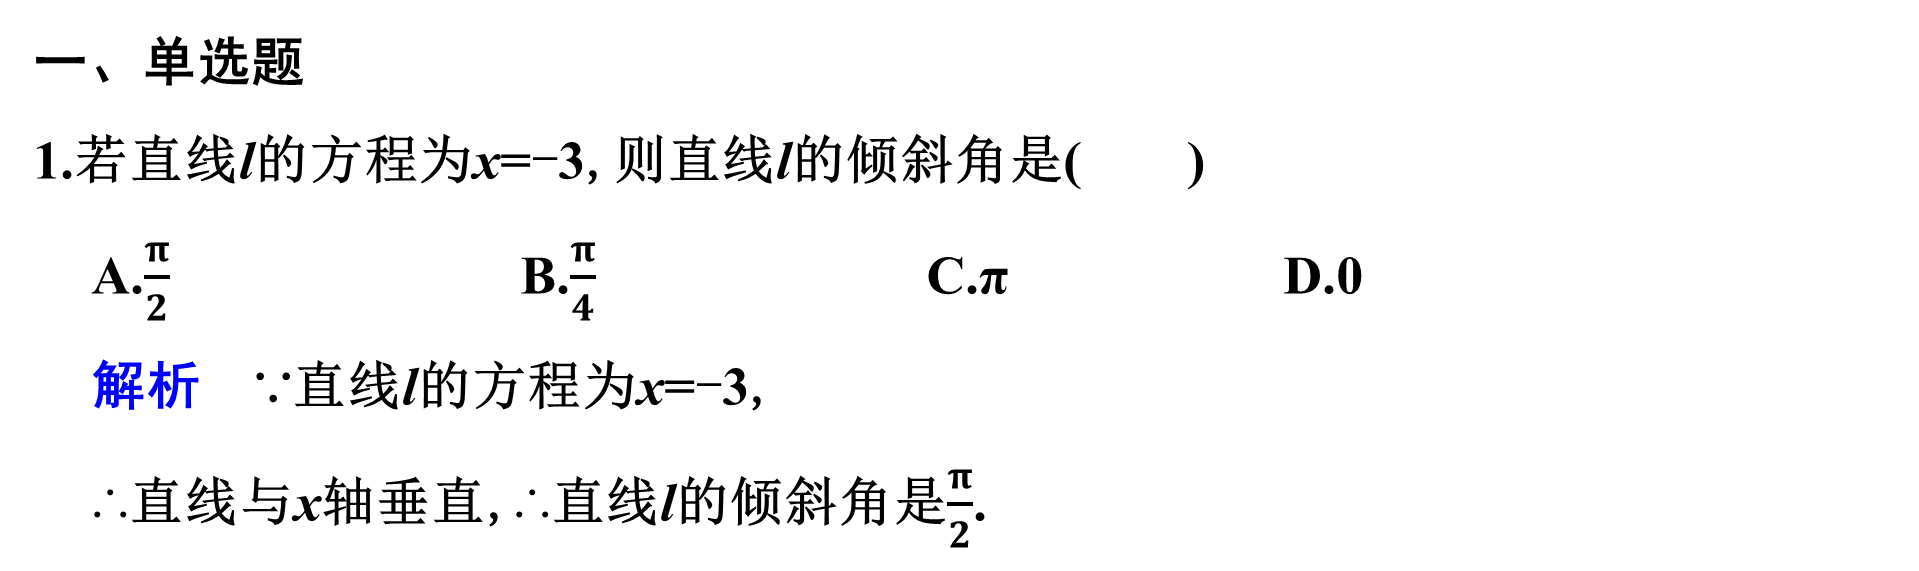 一、单选题
1.若直线l的方程为x=-3,则直线l的倾斜角是(　　)
A.π/2　B.π/4　C.π　D.0
解析　∵直线l的方程为x=-3,
∴直线与x轴垂直,∴直线l的倾斜角是π/2.